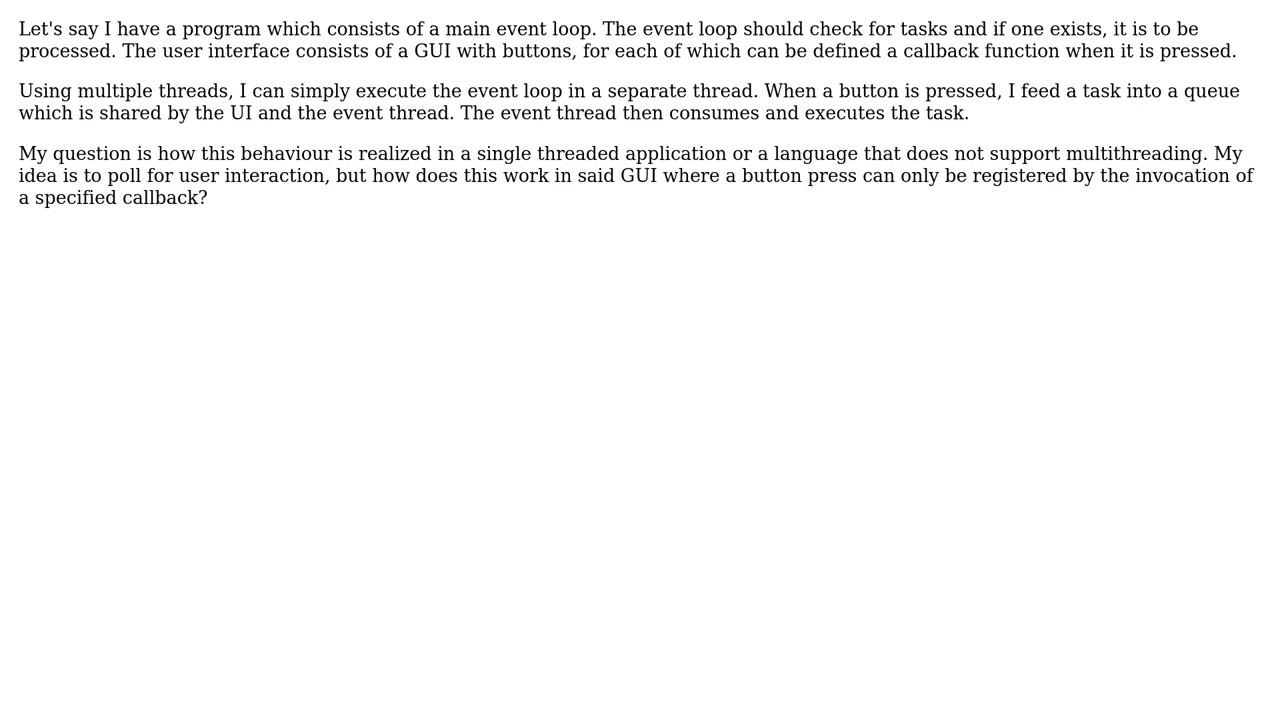 Let's say I have a program which consists of a main event loop. The event loop should check for tasks and if one exists, it is to be
processed. The user interface consists of a GUI with buttons, for each of which can be defined a callback function when it is pressed.
Using multiple threads, I can simply execute the event loop in a separate thread. When a button is pressed, I feed a task into a queue
which is shared by the UI and the event thread. The event thread then consumes and executes the task.
My question is how this behaviour is realized in a single threaded application or a language that does not support multithreading. My
idea is to poll for user interaction, but how does this work in said GUI where a button press can only be registered by the invocation of
a specified callback?